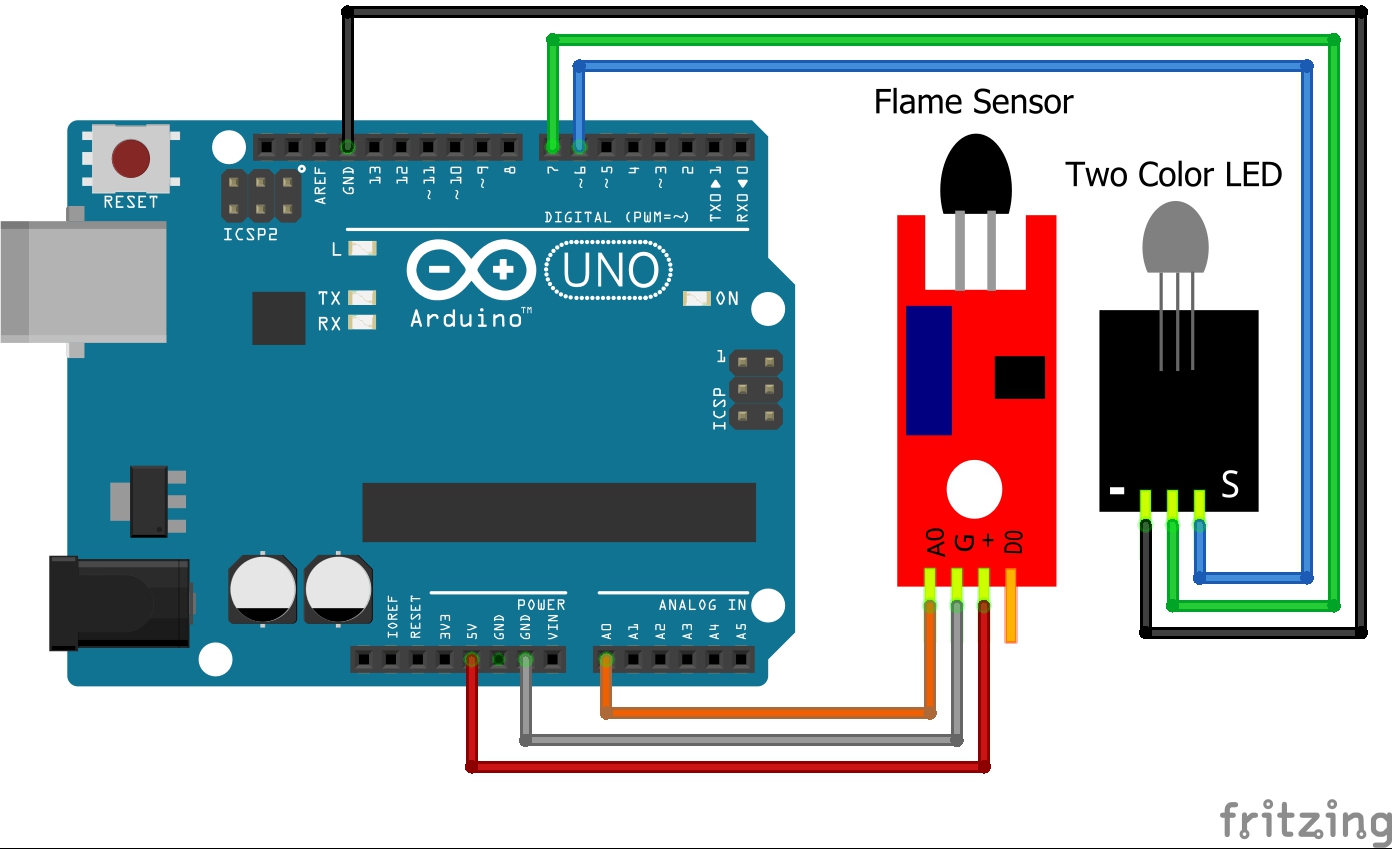 Flame Sensor
Two Color LED
RESET
ICSP2
AREF
GND
13
12
~11
~10
~9
8
7
~6
~5
4
~3
2
TX0▶1
RX0◀0
DIGITAL (PWM=~)
L
TX
RX
UNO
Arduino™
ON
1
ICSP
IOREF
RESET
3V3
5V
GND
GND
VIN
POWER
ANALOG IN
A0
A1
A2
A3
A4
A5
A0
G
+
D0
-
S
fritzing